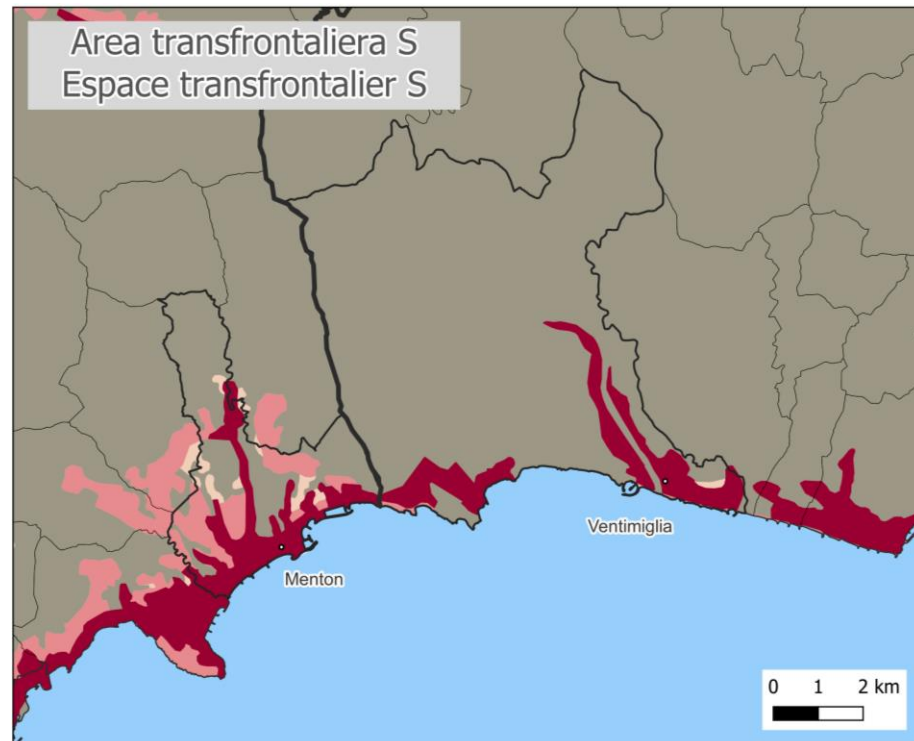 Area transfrontaliera S
Espace transfrontalier S
Ventimiglia
Menton
0 1 2 km